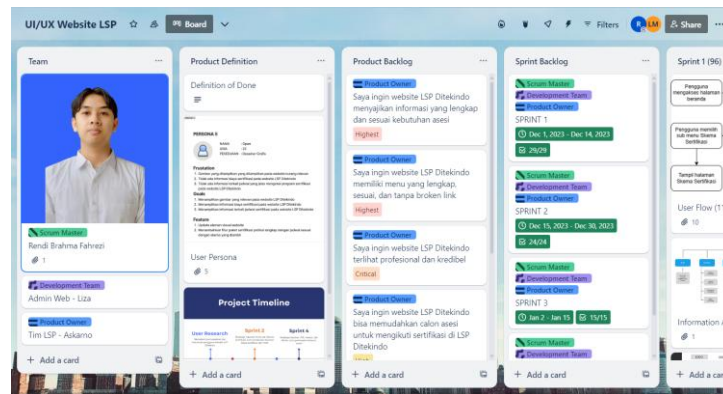 UI/UX Website LSP
Board
Filters
R
LM
Share
Team
Scrum Master
Rendi Brahma Fahrezi
1
Development Team
Admin Web - Liza
Product Owner
Tim LSP - Askarno
+ Add a card
Product Definition
Definition of Done
PERSONA 5
Foundation
Goals
Feature
User Persona
5
Project Timeline
User Research
Sprint 2
Sprint 4
+ Add a card
Product Backlog
Product Owner
Saya ingin website LSP Ditekindo
menyajikan informasi yang lengkap
dan sesuai kebutuhan asesi
Highest
Product Owner
Saya ingin website LSP Ditekindo
memiliki menu yang lengkap,
sesuai, dan tanpa broken link
Highest
Product Owner
Saya ingin website LSP Ditekindo
terlihat profesional dan kredibel
Critical
Product Owner
Saya ingin website LSP Ditekindo
bisa memudahkan calon asesi
untuk mengikuti sertifikasi di LSP
Ditekindo
+ Add a card
Sprint Backlog
Scrum Master
Development Team
Product Owner
SPRINT 1
Dec 1, 2023 - Dec 14, 2023
29/29
Scrum Master
Development Team
Product Owner
SPRINT 2
Dec 15, 2023 - Dec 30, 2023
24/24
Scrum Master
Development Team
Product Owner
SPRINT 3
Jan 2 - Jan 15
15/15
Scrum Master
Development Team
+ Add a card
Sprint 1 (96)
Pengguna
mengakses halaman
beranda
Pengguna memilih
sub menu Skema
Sertifikasi
Tampil halaman
Skema Sertifikasi
User Flow (11
10
Information A
1
+ Add a car